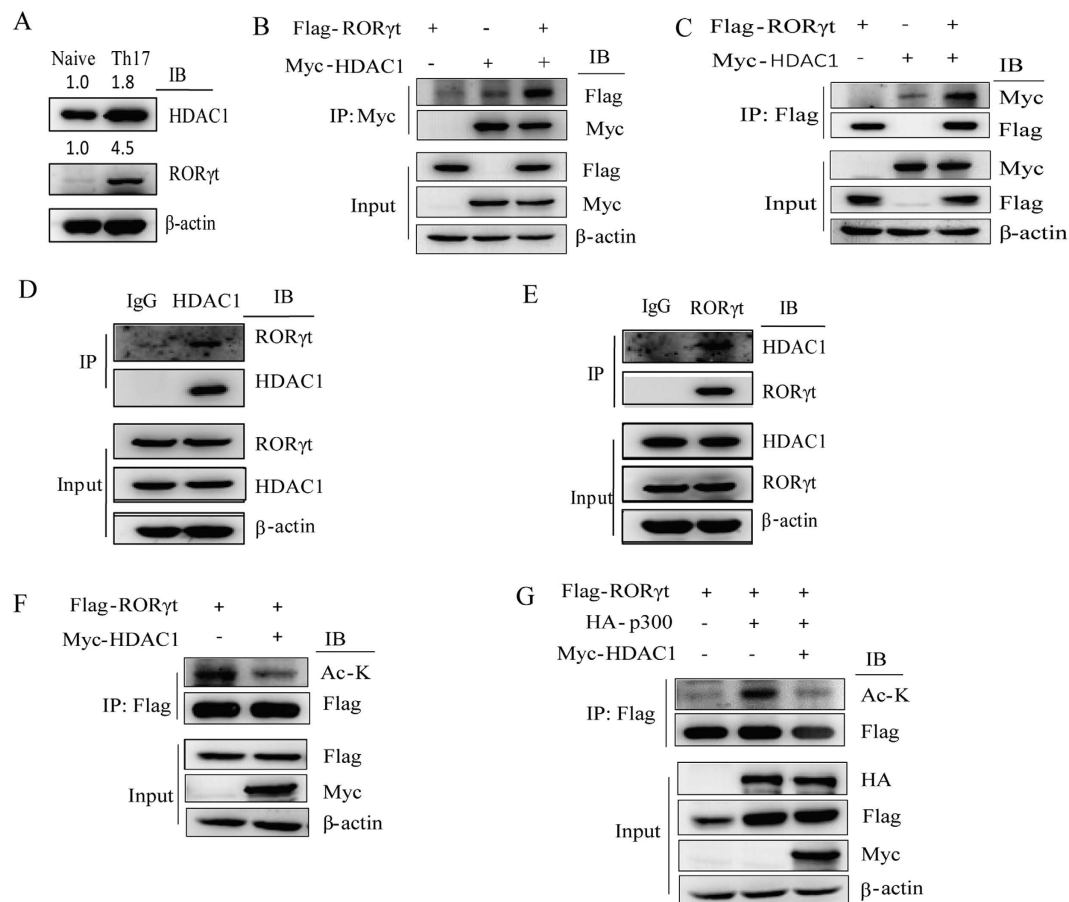 A
Naive Th17
1.0 1.8 IB
HDAC1
1.0 4.5
RORγt
β-actin
B
Flag-RORγt + - +
Myc-HDAC1 - + +
IB
IP: Myc
Flag
Myc
Input
Flag
Myc
β-actin
C
Flag-RORγt + - +
Myc-HDAC1 - + +
IB
IP: Flag
Myc
Flag
Input
Myc
Flag
β-actin
D
IgG HDAC1 IB
IP
RORγt
HDAC1
Input
RORγt
HDAC1
β-actin
E
IgG RORγt IB
IP
HDAC1
RORγt
Input
HDAC1
RORγt
β-actin
F
Flag-RORγt + +
Myc-HDAC1 - +
IB
IP: Flag
Ac-K
Flag
Input
Flag
Myc
β-actin
G
Flag-RORγt + + +
HA-p300 - + +
Myc-HDAC1 - - +
IB
IP: Flag
Ac-K
Flag
Input
HA
Flag
Myc
β-actin